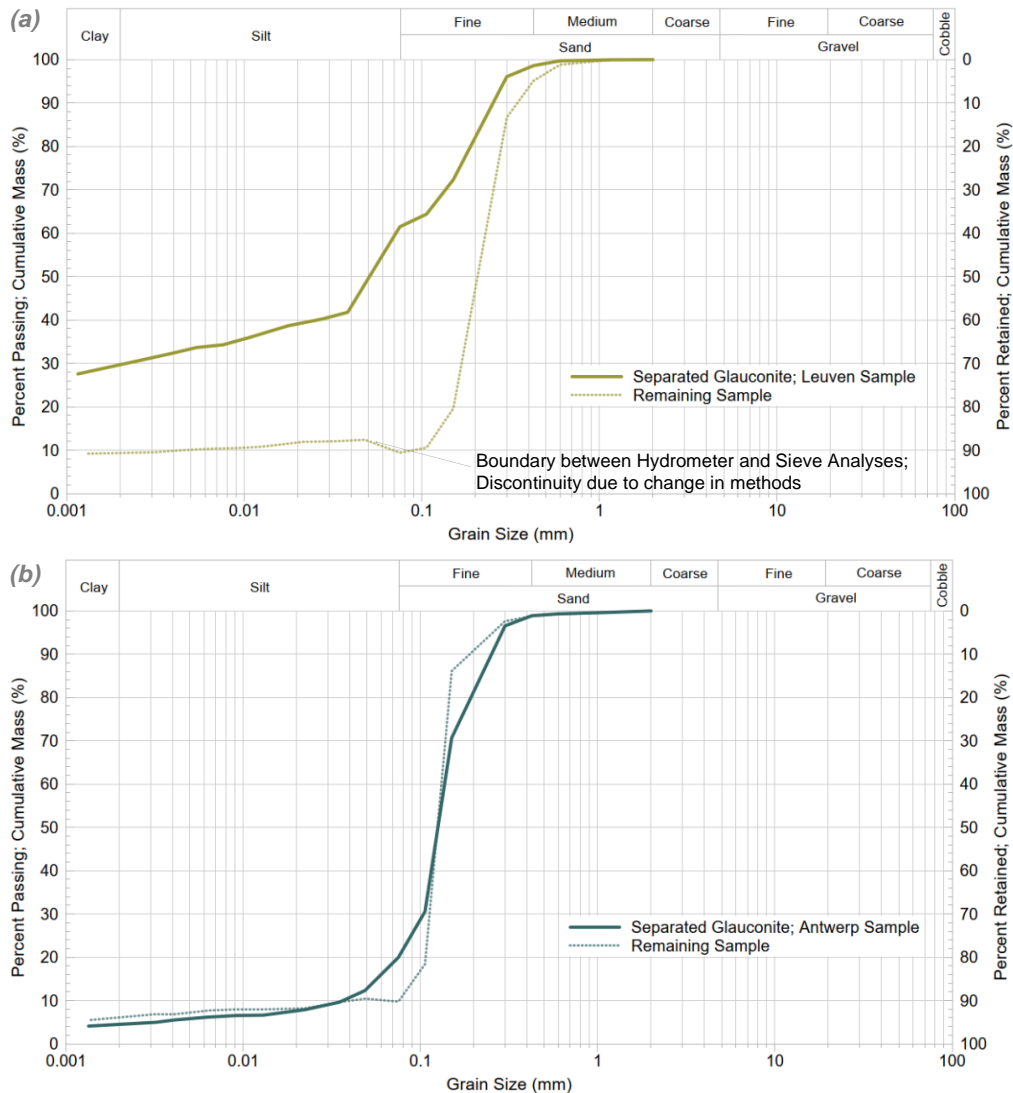 (a)
Clay
Silt
Fine
Medium
Coarse
Fine
Coarse
Cobble
Sand
Gravel
Percent Passing; Cumulative Mass (%)
100
90
80
70
60
50
40
30
20
10
0
0
10
20
30
40
50
60
70
80
90
100
Percent Retained; Cumulative Mass (%)
Separated Glauconite; Leuven Sample
Remaining Sample
Boundary between Hydrometer and Sieve Analyses;
Discontinuity due to change in methods
0.001
0.01
0.1
1
10
100
Grain Size (mm)
(b)
Clay
Silt
Fine
Medium
Coarse
Fine
Coarse
Cobble
Sand
Gravel
Percent Passing; Cumulative Mass (%)
100
90
80
70
60
50
40
30
20
10
0
0
10
20
30
40
50
60
70
80
90
100
Percent Retained; Cumulative Mass (%)
Separated Glauconite; Antwerp Sample
Remaining Sample
0.001
0.01
0.1
1
10
100
Grain Size (mm)